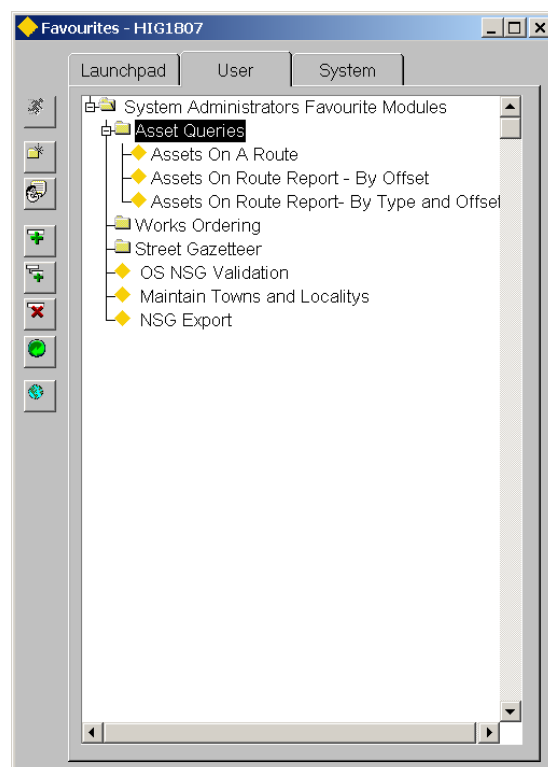 Favourites - HIG1807
Launchpad User System
System Administrators Favourite Modules
Asset Queries
Assets On A Route
Assets On Route Report - By Offset
Assets On Route Report- By Type and Offset
Works Ordering
Street Gazetteer
OS NSG Validation
Maintain Towns and Localitys
NSG Export